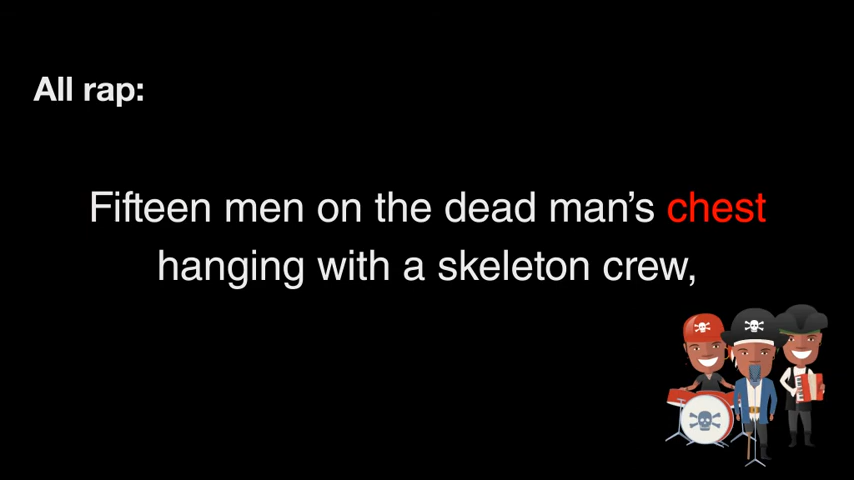 All rap:
Fifteen men on the dead man’s chest
hanging with a skeleton crew,